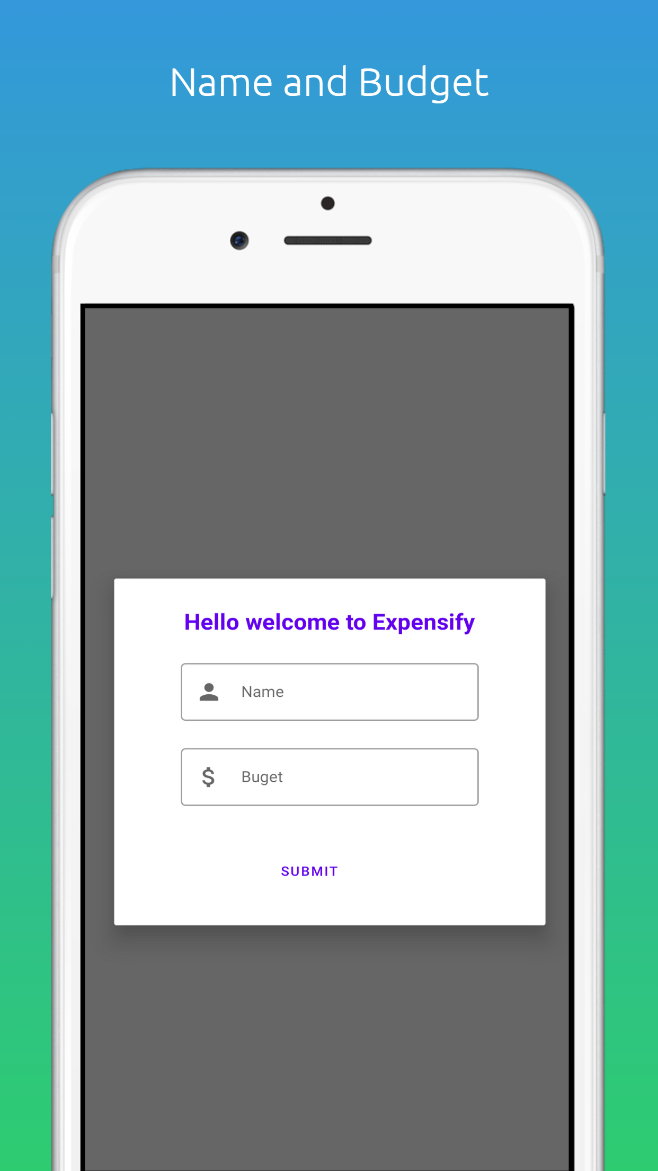 Name and Budget
Hello welcome to Expensify
Name
Buget
SUBMIT